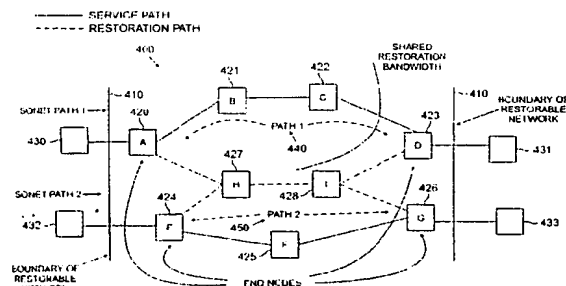 SERVICE PATH
RESTORATION PATH
400
SHARED
RESTORATION
BANDWIDTH
421
422
410
410
SONET PATH 1
420
B
C
423
BOUNDARY OF
RESTORABLE
NETWORK
430
A
PATH 1
440
D
431
427
SONET PATH 2
424
H
I
428
426
432
PATH 2
450
G
433
425
BOUNDARY OF
RESTORABLE
END NODES